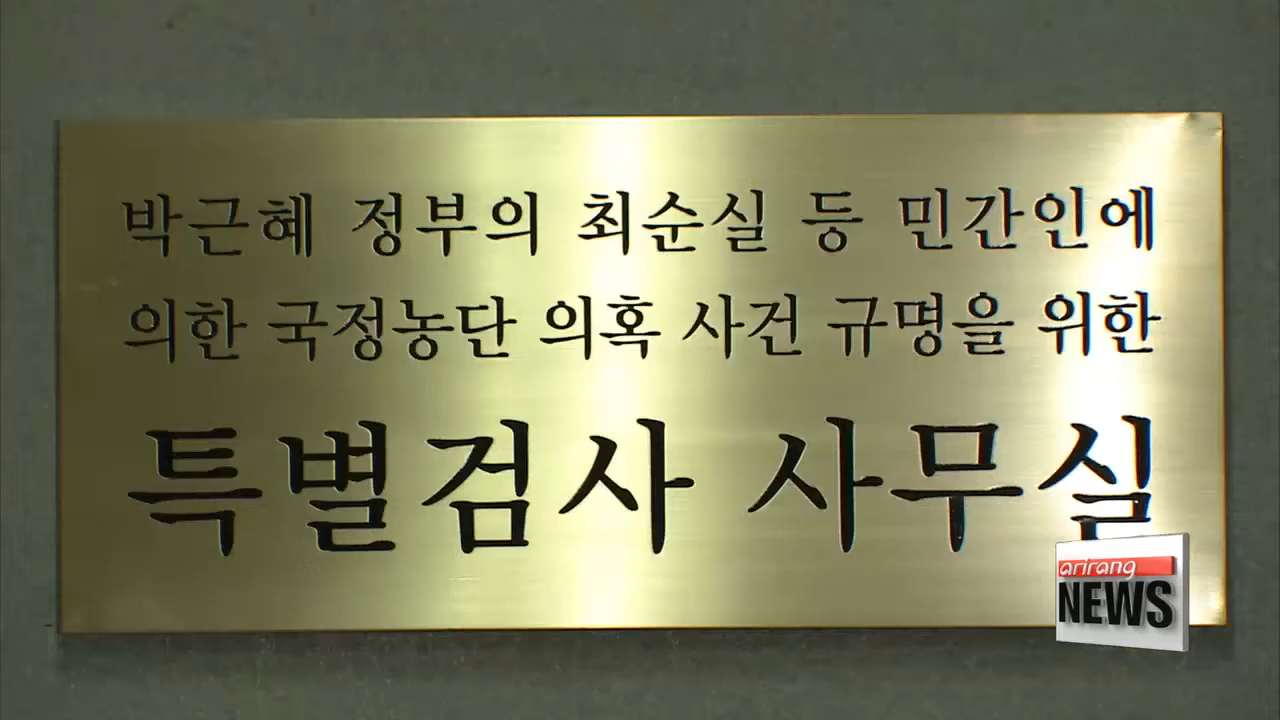 박근혜 정부의 최순실 등 민간인에
의한 국정농단 의혹 사건 규명을 위한
특별검사 사무실
arirang
NEWS